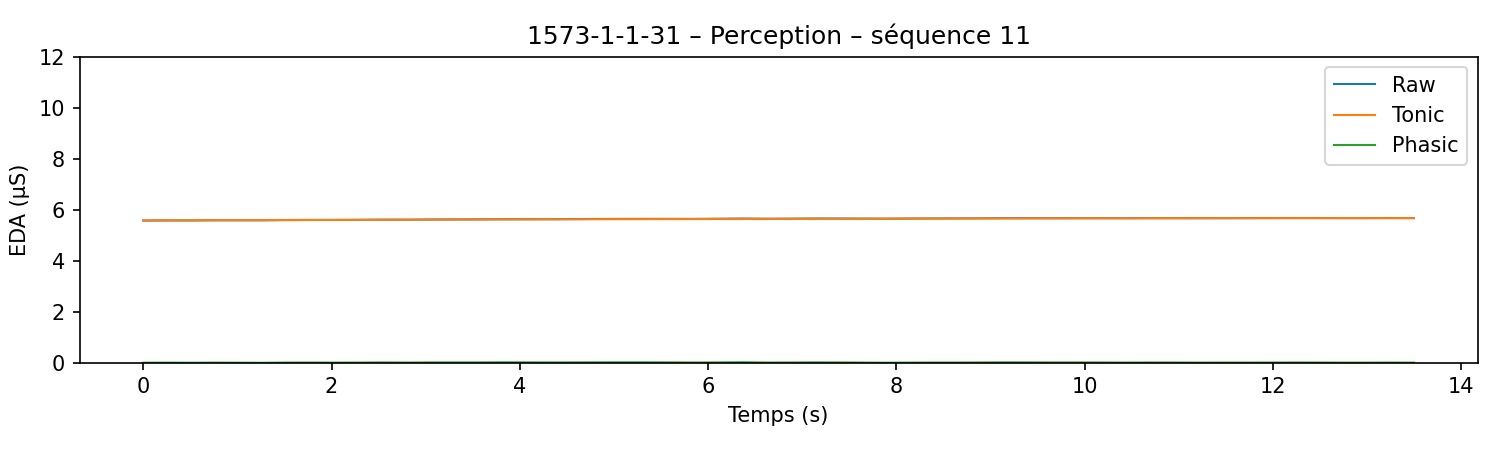 1573-1-1-31 – Perception – séquence 11
EDA (µS)
12
10
8
6
4
2
0
Raw
Tonic
Phasic
0 2 4 6 8 10 12 14
Temps (s)